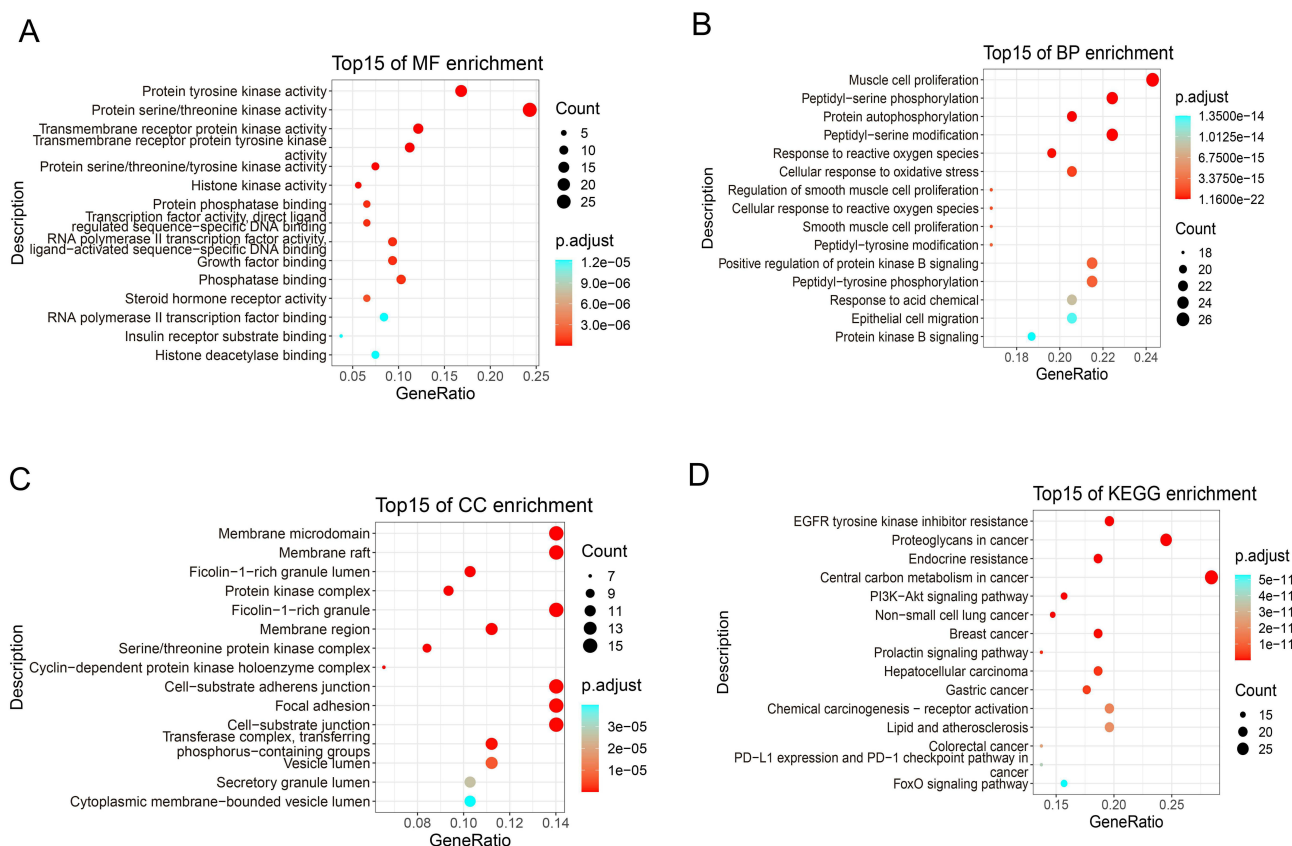 A
Top15 of MF enrichment
Description
Protein tyrosine kinase activity
Protein serine/threonine kinase activity
Transmembrane receptor protein kinase activity
Transmembrane receptor protein tyrosine kinase
activity
Protein serine/threonine/tyrosine kinase activity
Histone kinase activity
Protein phosphatase binding
Transcription factor activity, direct ligand
regulated sequence−specific DNA binding
RNA polymerase II transcription factor activity,
ligand−activated sequence−specific DNA binding
Growth factor binding
Phosphatase binding
Steroid hormone receptor activity
RNA polymerase II transcription factor binding
Insulin receptor substrate binding
Histone deacetylase binding
0.05 0.10 0.15 0.20 0.25
GeneRatio
Count
5
10
15
20
25
p.adjust
1.2e−05
9.0e−06
6.0e−06
3.0e−06
B
Top15 of BP enrichment
Description
Muscle cell proliferation
Peptidyl−serine phosphorylation
Protein autophosphorylation
Peptidyl−serine modification
Response to reactive oxygen species
Cellular response to oxidative stress
Regulation of smooth muscle cell proliferation
Cellular response to reactive oxygen species
Smooth muscle cell proliferation
Peptidyl−tyrosine modification
Positive regulation of protein kinase B signaling
Peptidyl−tyrosine phosphorylation
Response to acid chemical
Epithelial cell migration
Protein kinase B signaling
0.18 0.20 0.22 0.24
GeneRatio
p.adjust
1.3500e−14
1.0125e−14
6.7500e−15
3.3750e−15
1.1600e−22
Count
18
20
22
24
26
C
Top15 of CC enrichment
Description
Membrane microdomain
Membrane raft
Ficolin−1−rich granule lumen
Protein kinase complex
Ficolin−1−rich granule
Membrane region
Serine/threonine protein kinase complex
Cyclin−dependent protein kinase holoenzyme complex
Cell−substrate adherens junction
Focal adhesion
Cell−substrate junction
Transferase complex, transferring
phosphorus−containing groups
Vesicle lumen
Secretory granule lumen
Cytoplasmic membrane−bounded vesicle lumen
0.08 0.10 0.12 0.14
GeneRatio
Count
7
9
11
13
15
p.adjust
3e−05
2e−05
1e−05
D
Top15 of KEGG enrichment
Description
EGFR tyrosine kinase inhibitor resistance
Proteoglycans in cancer
Endocrine resistance
Central carbon metabolism in cancer
PI3K−Akt signaling pathway
Non−small cell lung cancer
Breast cancer
Prolactin signaling pathway
Hepatocellular carcinoma
Gastric cancer
Chemical carcinogenesis − receptor activation
Lipid and atherosclerosis
Colorectal cancer
PD−L1 expression and PD−1 checkpoint pathway in
cancer
FoxO signaling pathway
0.15 0.20 0.25
GeneRatio
p.adjust
5e−11
4e−11
3e−11
2e−11
1e−11
Count
15
20
25